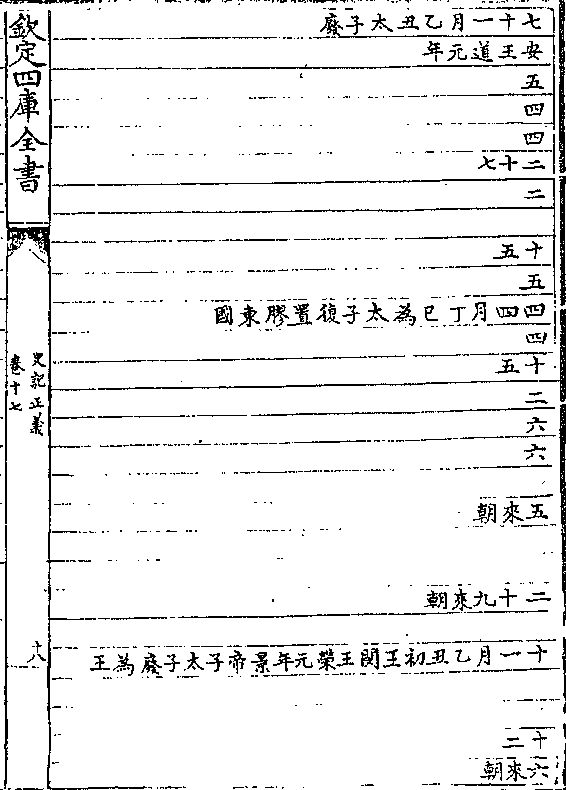 七十一月乙丑太子廢
安王道元年
五
四
四
二十七
二
十五
五
四四月丁巳為太子復置膠東國
四
十五
二
六
六
五來朝
二十九來朝
十一月乙丑初王閔王榮元年景帝子太子廢為王
十二
六來朝
欽定四庫全書
史記正義
卷十七
十八